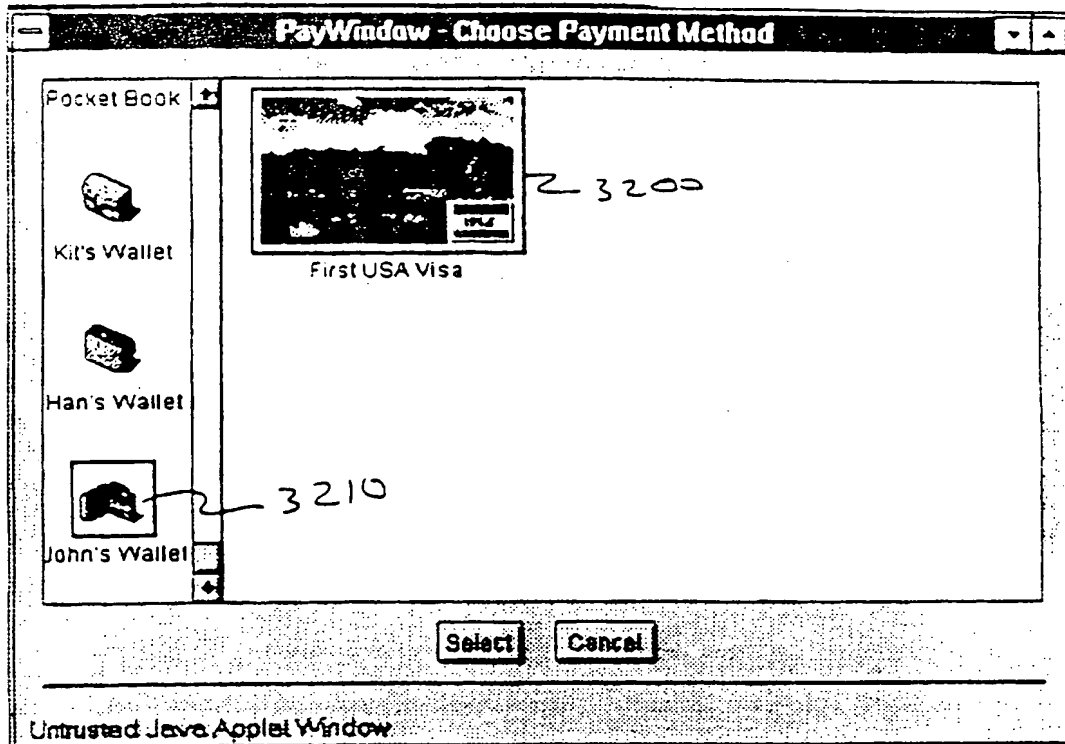 PayWindow - Choose Payment Method
Pocket Book
Kit's Wallet
Han's Wallet
John's Wallet
First USA Visa
VISA
3200
3210
Select
Cancel
Untrusted Java Applet Window